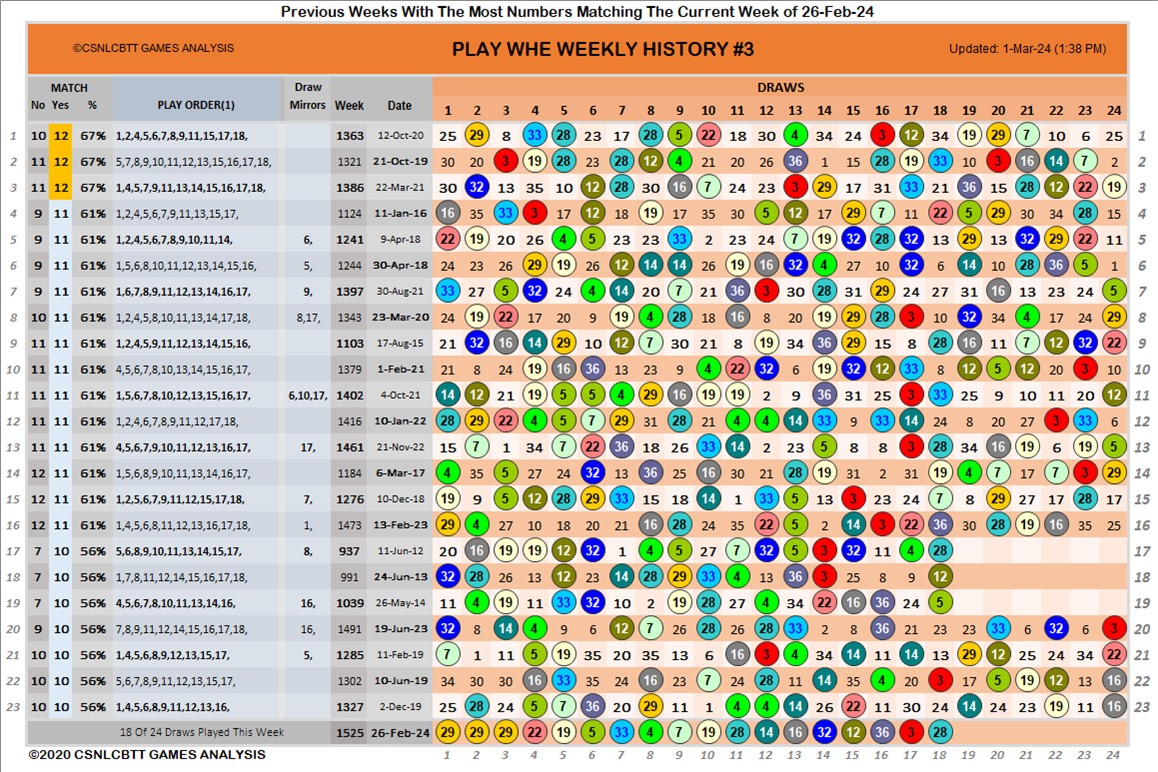 Previous Weeks With The Most Numbers Matching The Current Week of 26-Feb-24
©CSNLCBTT GAMES ANALYSIS PLAY WHE WEEKLY HISTORY #3 Updated: 1-Mar-24 (1:38 PM)
MATCH Draw DRAWS
No Yes % PLAY ORDER(1) Mirrors Week Date 1 2 3 4 5 6 7 8 9 10 11 12 13 14 15 16 17 18 19 20 21 22 23 24
1 10 12 67% 1,2,4,5,6,7,8,9,11,15,17,18, 1363 12-Oct-20 25 29 8 33 28 23 17 28 5 22 18 30 4 34 24 3 12 34 19 29 7 10 6 25 1
2 11 12 67% 5,7,8,9,10,11,12,13,15,16,17,18, 1321 21-Oct-19 30 20 3 19 28 23 28 12 4 21 20 26 36 1 15 28 19 33 10 3 16 14 7 2 2
3 11 12 67% 1,4,5,7,9,11,13,14,15,16,17,18, 1386 22-Mar-21 30 32 13 35 10 12 28 30 16 7 24 23 3 29 17 31 33 21 36 15 28 12 22 19 3
4 9 11 61% 1,2,4,5,6,7,9,11,13,15,17, 1124 11-Jan-16 16 35 33 3 17 12 18 19 17 35 30 5 12 17 29 7 11 22 5 29 30 34 28 15 4
5 9 11 61% 1,2,4,5,6,7,8,9,10,11,14, 6, 1241 9-Apr-18 22 19 20 26 4 5 23 23 33 2 23 24 7 19 32 28 32 13 29 13 32 29 22 11 5
6 9 11 61% 1,5,6,8,10,11,12,13,14,15,16, 5, 1244 30-Apr-18 24 23 26 29 19 26 12 14 14 26 19 16 32 4 27 10 32 6 14 10 28 36 5 1 6
7 9 11 61% 1,6,7,8,9,11,12,13,14,16,17, 9, 1397 30-Aug-21 33 27 5 32 24 4 14 20 7 21 36 3 30 28 31 29 24 27 31 16 13 23 24 5 7
8 10 11 61% 1,2,4,5,8,10,11,13,14,17,18, 8,17, 1343 23-Mar-20 24 19 22 17 20 9 19 4 28 18 16 8 20 19 29 28 3 10 32 34 4 17 24 29 8
9 11 11 61% 1,2,4,5,9,11,12,13,14,15,16, 1103 17-Aug-15 21 32 16 14 29 10 12 7 30 21 8 19 34 36 29 15 8 28 19 11 7 12 32 22 9
10 11 11 61% 4,5,6,7,8,10,13,14,15,16,17, 1379 1-Feb-21 21 8 24 19 16 36 13 23 9 4 22 32 6 19 32 12 33 8 12 5 12 20 3 10 10
11 11 11 61% 1,5,6,7,8,10,12,13,15,16,17, 6,10,17, 1402 4-Oct-21 14 12 21 19 5 5 4 29 16 19 19 2 9 36 31 25 3 33 25 9 10 11 20 12 11
12 11 11 61% 1,2,4,6,7,8,9,11,12,17,18, 1416 10-Jan-22 28 29 22 4 5 7 29 31 28 21 4 4 14 33 9 33 14 24 8 20 27 3 33 6 12
13 11 11 61% 4,5,6,7,9,10,12,13,16,17,18, 17, 1461 21-Nov-22 15 7 1 34 7 22 36 18 26 33 14 2 23 5 8 8 3 28 34 16 19 6 19 5 13
14 12 11 61% 1,5,6,8,9,10,11,13,14,16,17, 1184 6-Mar-17 4 35 5 27 24 32 13 36 25 16 30 21 28 19 31 2 31 19 4 7 17 7 3 29 14
15 12 11 61% 1,2,5,6,7,9,11,12,15,17,18, 7, 1276 10-Dec-18 19 9 5 12 28 29 33 15 18 14 1 33 5 13 3 23 24 7 8 29 27 17 28 17 15
16 12 11 61% 1,4,5,6,8,11,12,13,16,17,18, 1, 1473 13-Feb-23 29 4 27 10 18 20 21 16 28 24 35 22 5 2 14 3 22 36 30 28 19 16 35 25 16
17 7 10 56% 5,6,8,9,10,11,13,14,15,17, 8, 937 11-Jun-12 20 16 19 19 12 32 1 4 5 27 7 32 5 3 32 11 4 28 17
18 7 10 56% 1,7,8,11,12,14,15,16,17,18, 991 24-Jun-13 32 28 26 13 12 23 14 28 29 33 4 13 36 3 25 8 9 12 18
19 7 10 56% 4,5,6,7,8,10,11,13,14,16, 16, 1039 26-May-14 11 4 19 11 33 32 10 2 19 28 27 4 34 22 16 36 24 5 19
20 9 10 56% 7,8,9,11,12,14,15,16,17,18, 16, 1491 19-Jun-23 32 8 14 4 9 6 12 7 26 28 26 28 33 2 8 36 21 23 23 33 6 32 6 3 20
21 10 10 56% 1,4,5,6,8,9,12,13,15,17, 5, 1285 11-Feb-19 7 1 11 5 19 35 20 35 13 6 16 3 4 34 14 11 14 13 29 12 25 24 34 22 21
22 10 10 56% 5,6,7,8,9,11,12,13,15,17, 1302 10-Jun-19 34 30 30 16 33 35 24 16 23 7 24 28 11 14 35 4 20 3 17 5 19 12 13 16 22
23 10 10 56% 1,4,5,6,8,9,11,12,13,16, 1327 2-Dec-19 25 28 24 5 7 36 20 29 11 1 4 4 14 26 22 11 30 24 14 24 23 19 11 16 23
18 Of 24 Draws Played This Week 1525 26-Feb-24 29 29 29 22 19 5 33 4 7 19 28 14 16 32 12 36 3 28
©2020 CSNLCBTT GAMES ANALYSIS 1 2 3 4 5 6 7 8 9 10 11 12 13 14 15 16 17 18 19 20 21 22 23 24